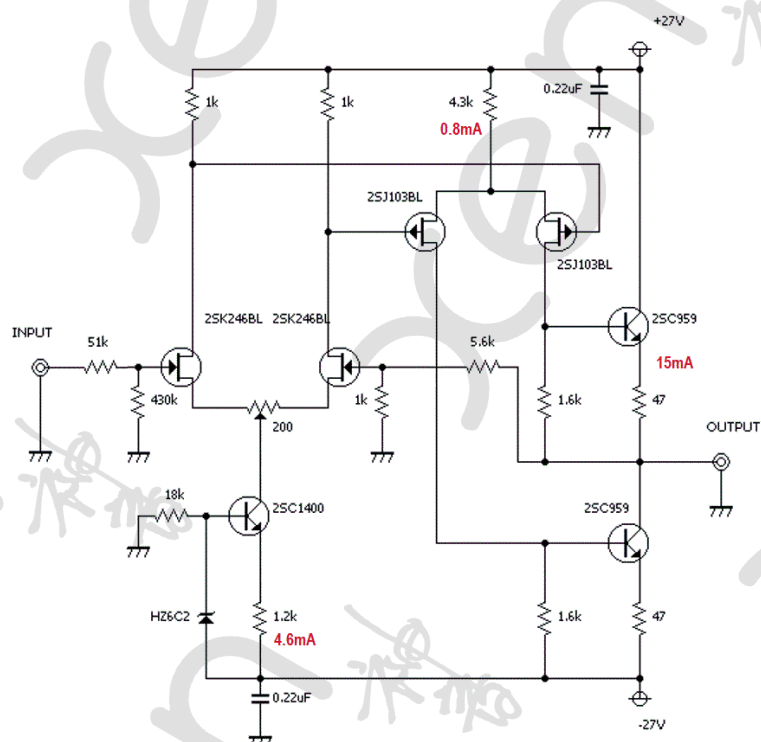 +27V
1k
1k
4.3k
0.22uF
0.8mA
2SJ103BL
2SJ103BL
2SK246BL
2SK246BL
2SC959
INPUT
51k
5.6k
15mA
430k
200
1k
1.6k
47
OUTPUT
18k
2SC1400
2SC959
HZ6C2
1.2k
4.6mA
1.6k
47
0.22uF
-27V
xen